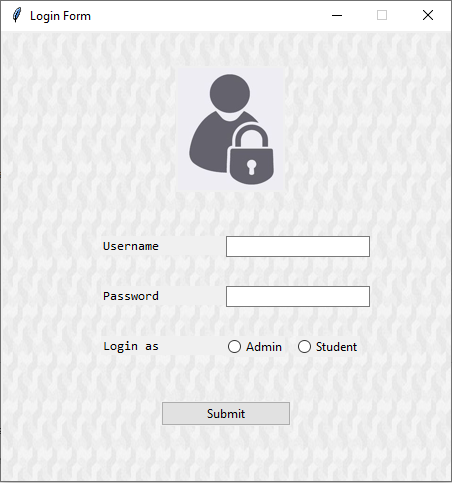 Login Form
Username
Password
Login as Admin Student
Submit